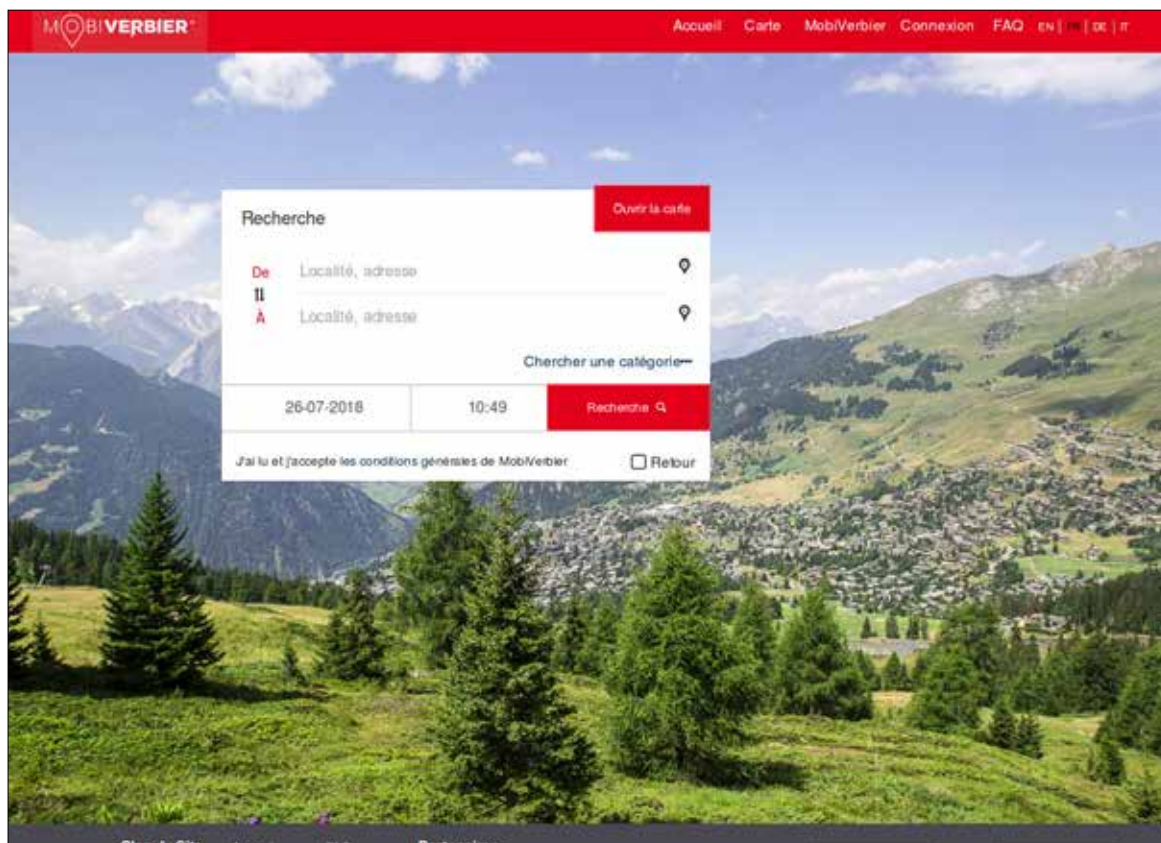 MOBIVERBIER
Accueil Carte MobiVerbier Connexion FAQ EN | FR | DE | IT
Recherche
Ouvrir la carte
De Localité, adresse
À Localité, adresse
Chercher une catégorie
26-07-2018 10:49 Recherche
J'ai lu et j'accepte les conditions générales de MobiVerbier Retour